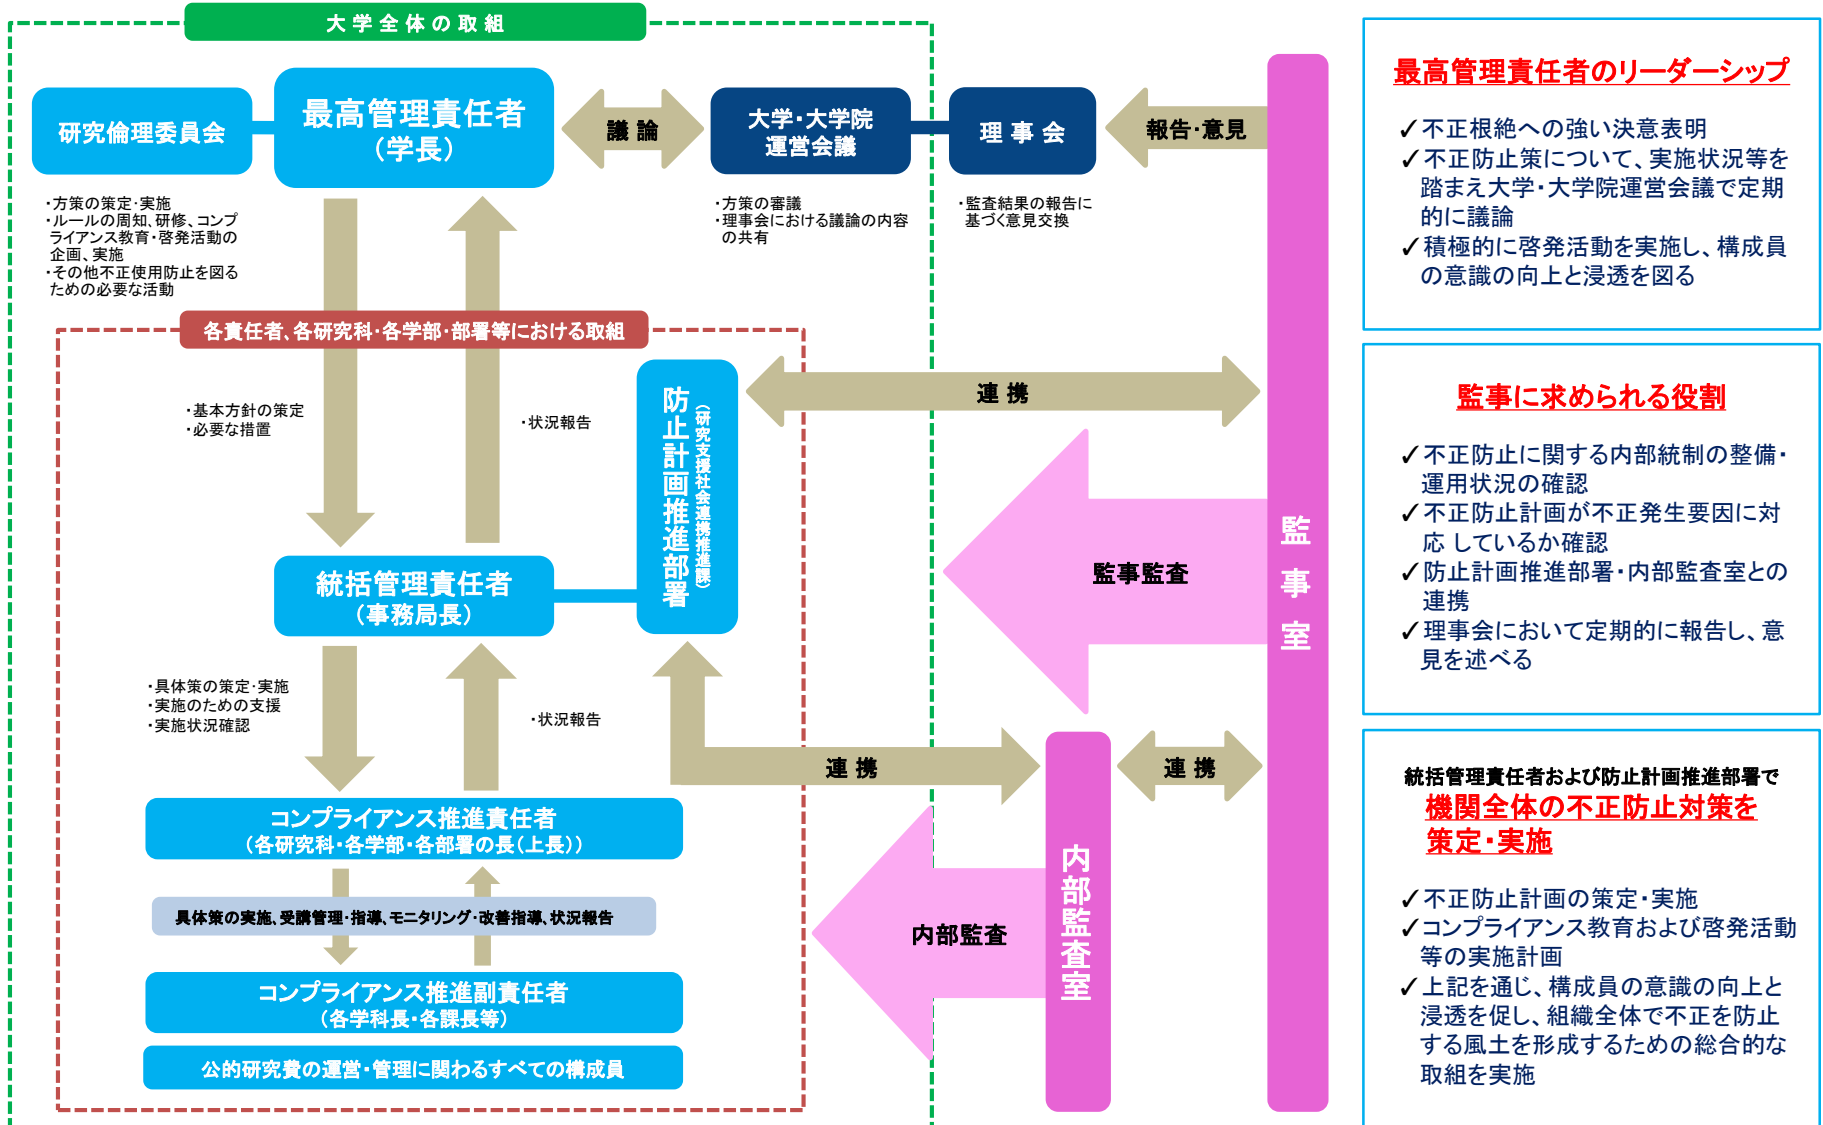 大学全体の取組
研究倫理委員会
最高管理責任者
（学長）
議論
大学・大学院
運営会議
理事会
報告・意見
・方策の策定・実施
・ルールの周知、研修、コンプ
ライアンス教育・啓発活動の
企画、実施
・その他不正使用防止を図る
ための必要な活動
・方策の審議
・理事会における議論の内容
の共有
・監査結果の報告に
基づく意見交換
各責任者、各研究科・各学部・部署等における取組
・基本方針の策定
・必要な措置
・状況報告
防止計画推進部署
（研究支援社会連携推進課）
連携
統括管理責任者
（事務局長）
監事監査
監事室
・具体策の策定・実施
・実施のための支援
・実施状況確認
・状況報告
連携
連携
コンプライアンス推進責任者
（各研究科・各学部・各部署の長（上長））
具体策の実施、受講管理・指導、モニタリング・改善指導、状況報告
内部監査
内部監査室
コンプライアンス推進副責任者
（各学科長・各課長等）
公的研究費の運営・管理に関わるすべての構成員
最高管理責任者のリーダーシップ
✓不正根絶への強い決意表明
✓不正防止策について、実施状況等を
踏まえ大学・大学院運営会議で定期
的に議論
✓積極的に啓発活動を実施し、構成員
の意識の向上と浸透を図る
監事に求められる役割
✓不正防止に関する内部統制の整備・
運用状況の確認
✓不正防止計画が不正発生要因に対
応 しているか確認
✓防止計画推進部署・内部監査室との
連携
✓理事会において定期的に報告し、意
見を述べる
統括管理責任者および防止計画推進部署で
機関全体の不正防止対策を
策定・実施
✓不正防止計画の策定・実施
✓コンプライアンス教育および啓発活動
等の実施計画
✓上記を通じ、構成員の意識の向上と
浸透を促し、組織全体で不正を防止
する風土を形成するための総合的な
取組を実施